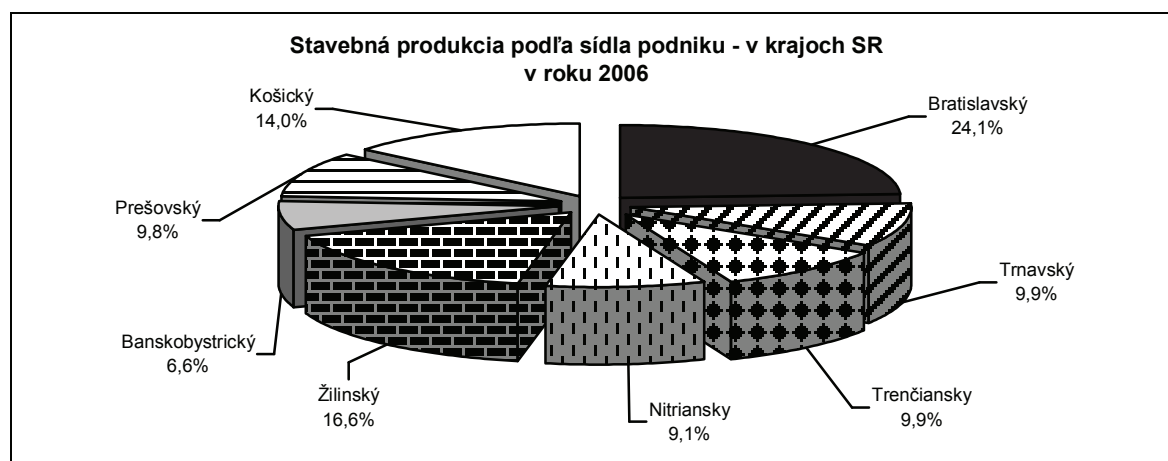 Stavebná produkcia podľa sídla podniku - v krajoch SR
v roku 2006
Košický
14,0%
Bratislavský
24,1%
Prešovský
9,8%
Trnavský
9,9%
Banskobystrický
6,6%
Žilinský
16,6%
Nitriansky
9,1%
Trenčiansky
9,9%